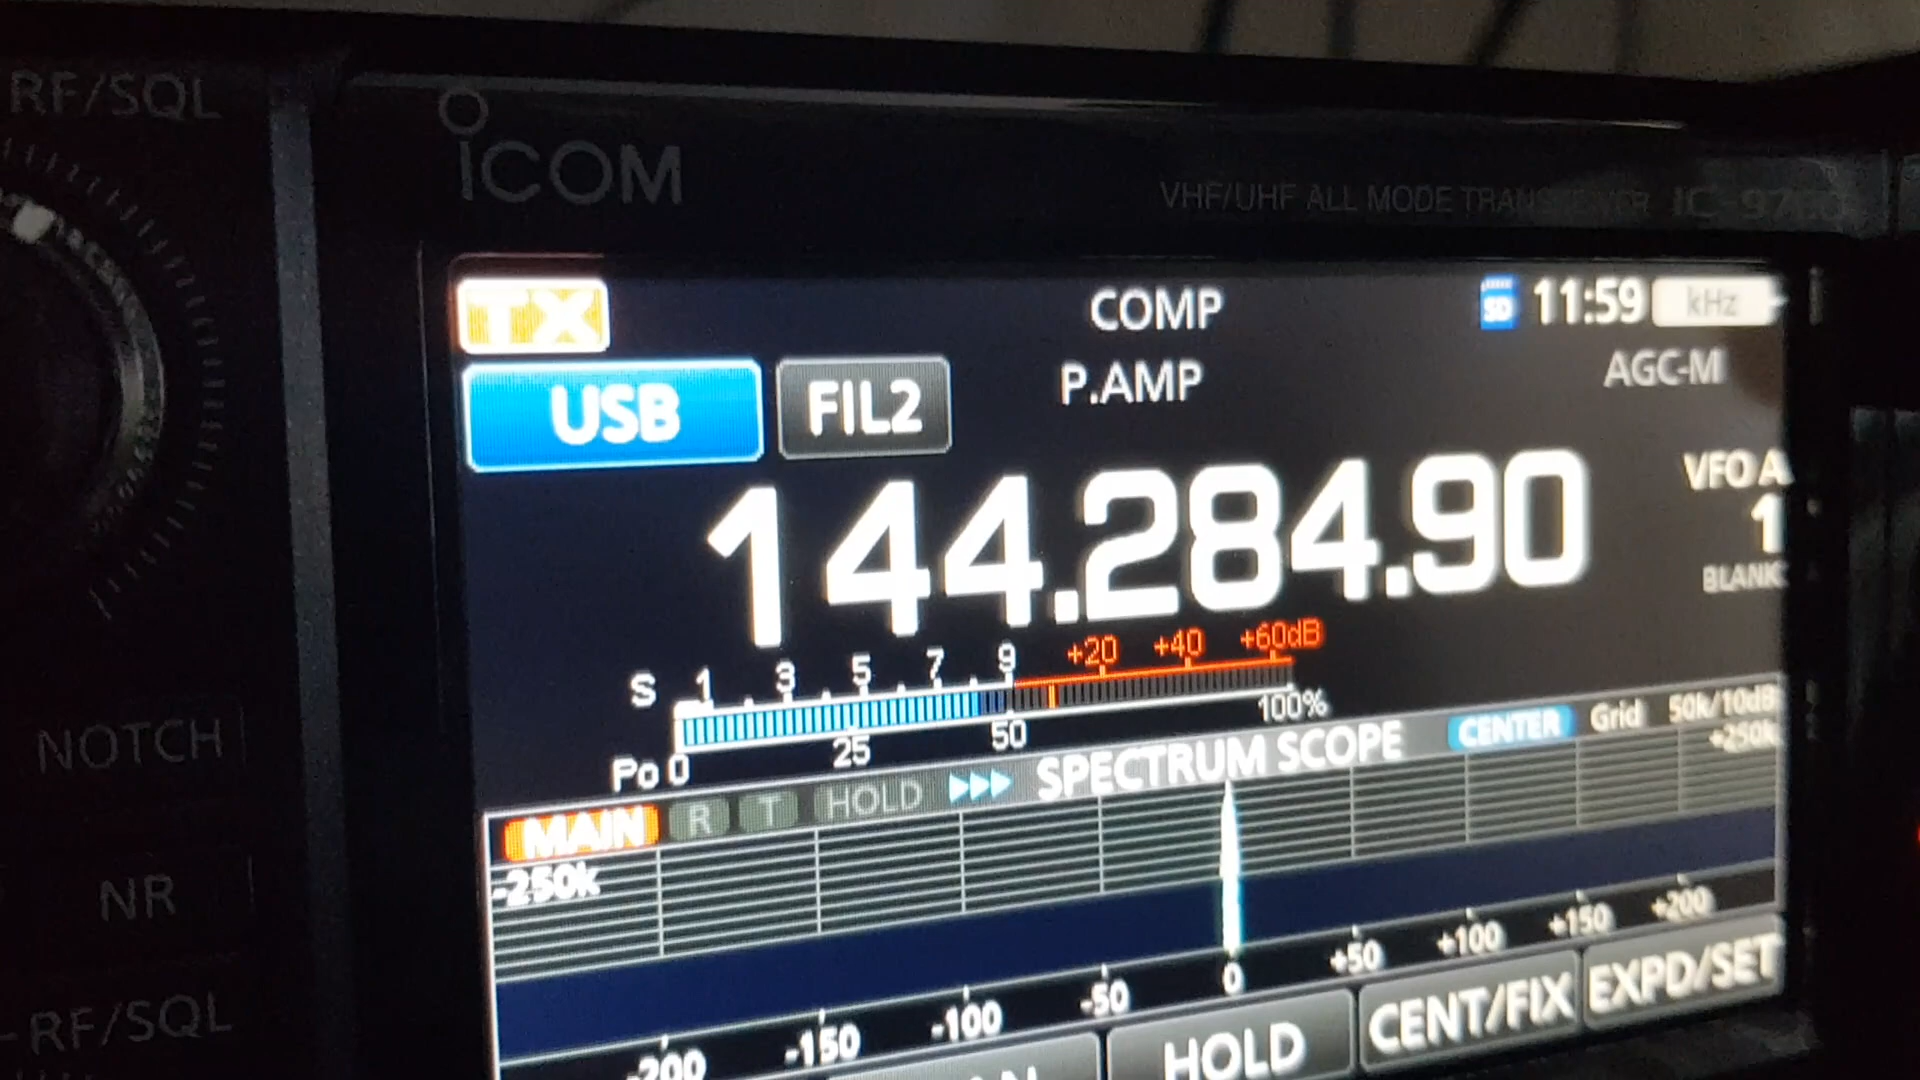 RF/SQL
ICOM
VHF/UHF ALL MODE TRANSCEIVER IC-9700
TX COMP SD 11:59 kHz
USB FIL2 P.AMP AGC-M
144.284.90 VFO A
1
BLANK
S 1 3 5 7 9 +20 +40 +60dB
Po 0 25 50 100%
MAIN R T HOLD SPECTRUM SCOPE CENTER Grid 50k/10dB
-250k +250k
-200 -150 -100 -50 0 +50 +100 +150 +200
HOLD CENT/FIX EXPD/SET
NOTCH
NR
-RF/SQL